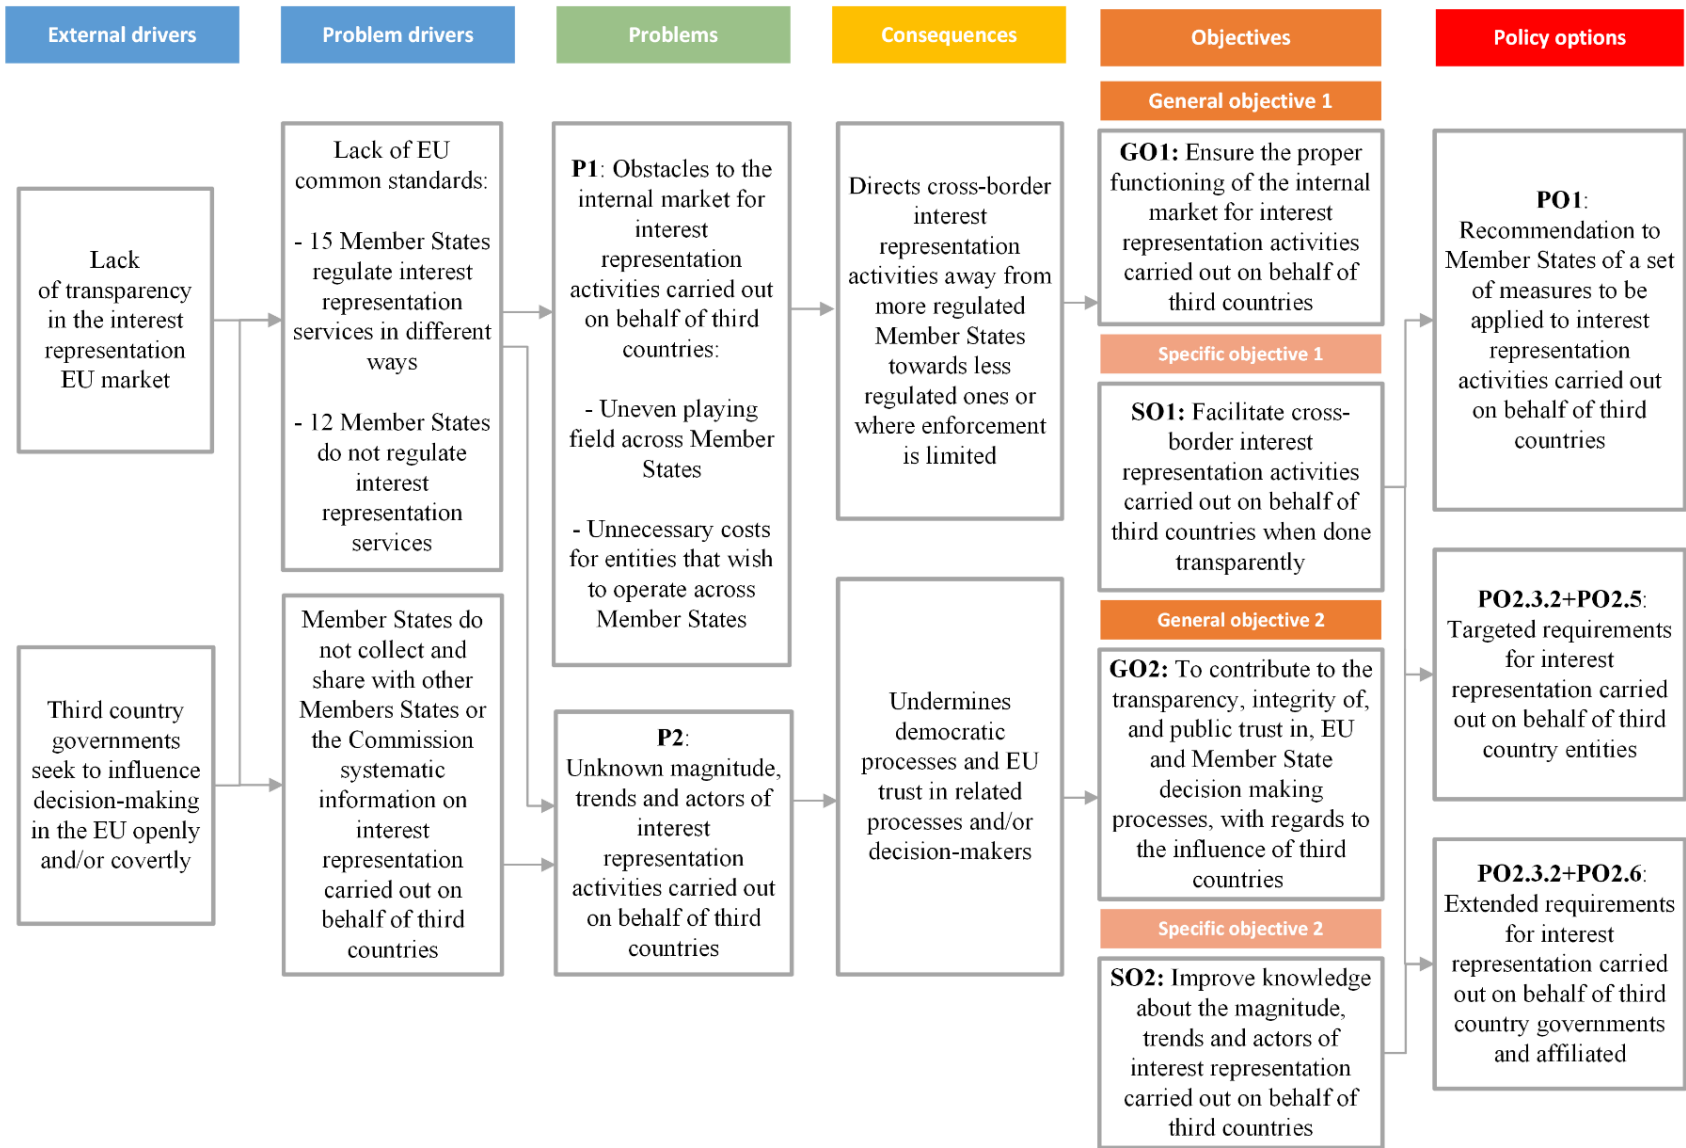 External drivers
Problem drivers
Problems
Consequences
Objectives
Policy options
Lack
of transparency
in the interest
representation
EU market
Third country
governments
seek to influence
decision-making
in the EU openly
and/or covertly
Lack of EU
common standards:
- 15 Member States
regulate interest
representation
services in different
ways
- 12 Member States
do not regulate
interest
representation
services
Member States do
not collect and
share with other
Members States or
the Commission
systematic
information on
interest
representation
carried out on
behalf of third
countries
P1: Obstacles to the
internal market for
interest
representation
activities carried out
on behalf of third
countries:
- Uneven playing
field across Member
States
- Unnecessary costs
for entities that wish
to operate across
Member States
P2:
Unknown magnitude,
trends and actors of
interest
representation
activities carried out
on behalf of third
countries
Directs cross-border
interest
representation
activities away from
more regulated
Member States
towards less
regulated ones or
where enforcement
is limited
Undermines
democratic
processes and EU
trust in related
processes and/or
decision-makers
General objective 1
GO1: Ensure the proper
functioning of the internal
market for interest
representation activities
carried out on behalf of
third countries
Specific objective 1
SO1: Facilitate cross-
border interest
representation activities
carried out on behalf of
third countries when done
transparently
General objective 2
GO2: To contribute to the
transparency, integrity of,
and public trust in, EU
and Member State
decision making
processes, with regards to
the influence of third
countries
Specific objective 2
SO2: Improve knowledge
about the magnitude,
trends and actors of
interest representation
carried out on behalf of
third countries
PO1:
Recommendation to
Member States of a set
of measures to be
applied to interest
representation
activities carried out
on behalf of third
countries
PO2.3.2+PO2.5:
Targeted requirements
for interest
representation carried
out on behalf of third
country entities
PO2.3.2+PO2.6:
Extended requirements
for interest
representation carried
out on behalf of third
country governments
and affiliated